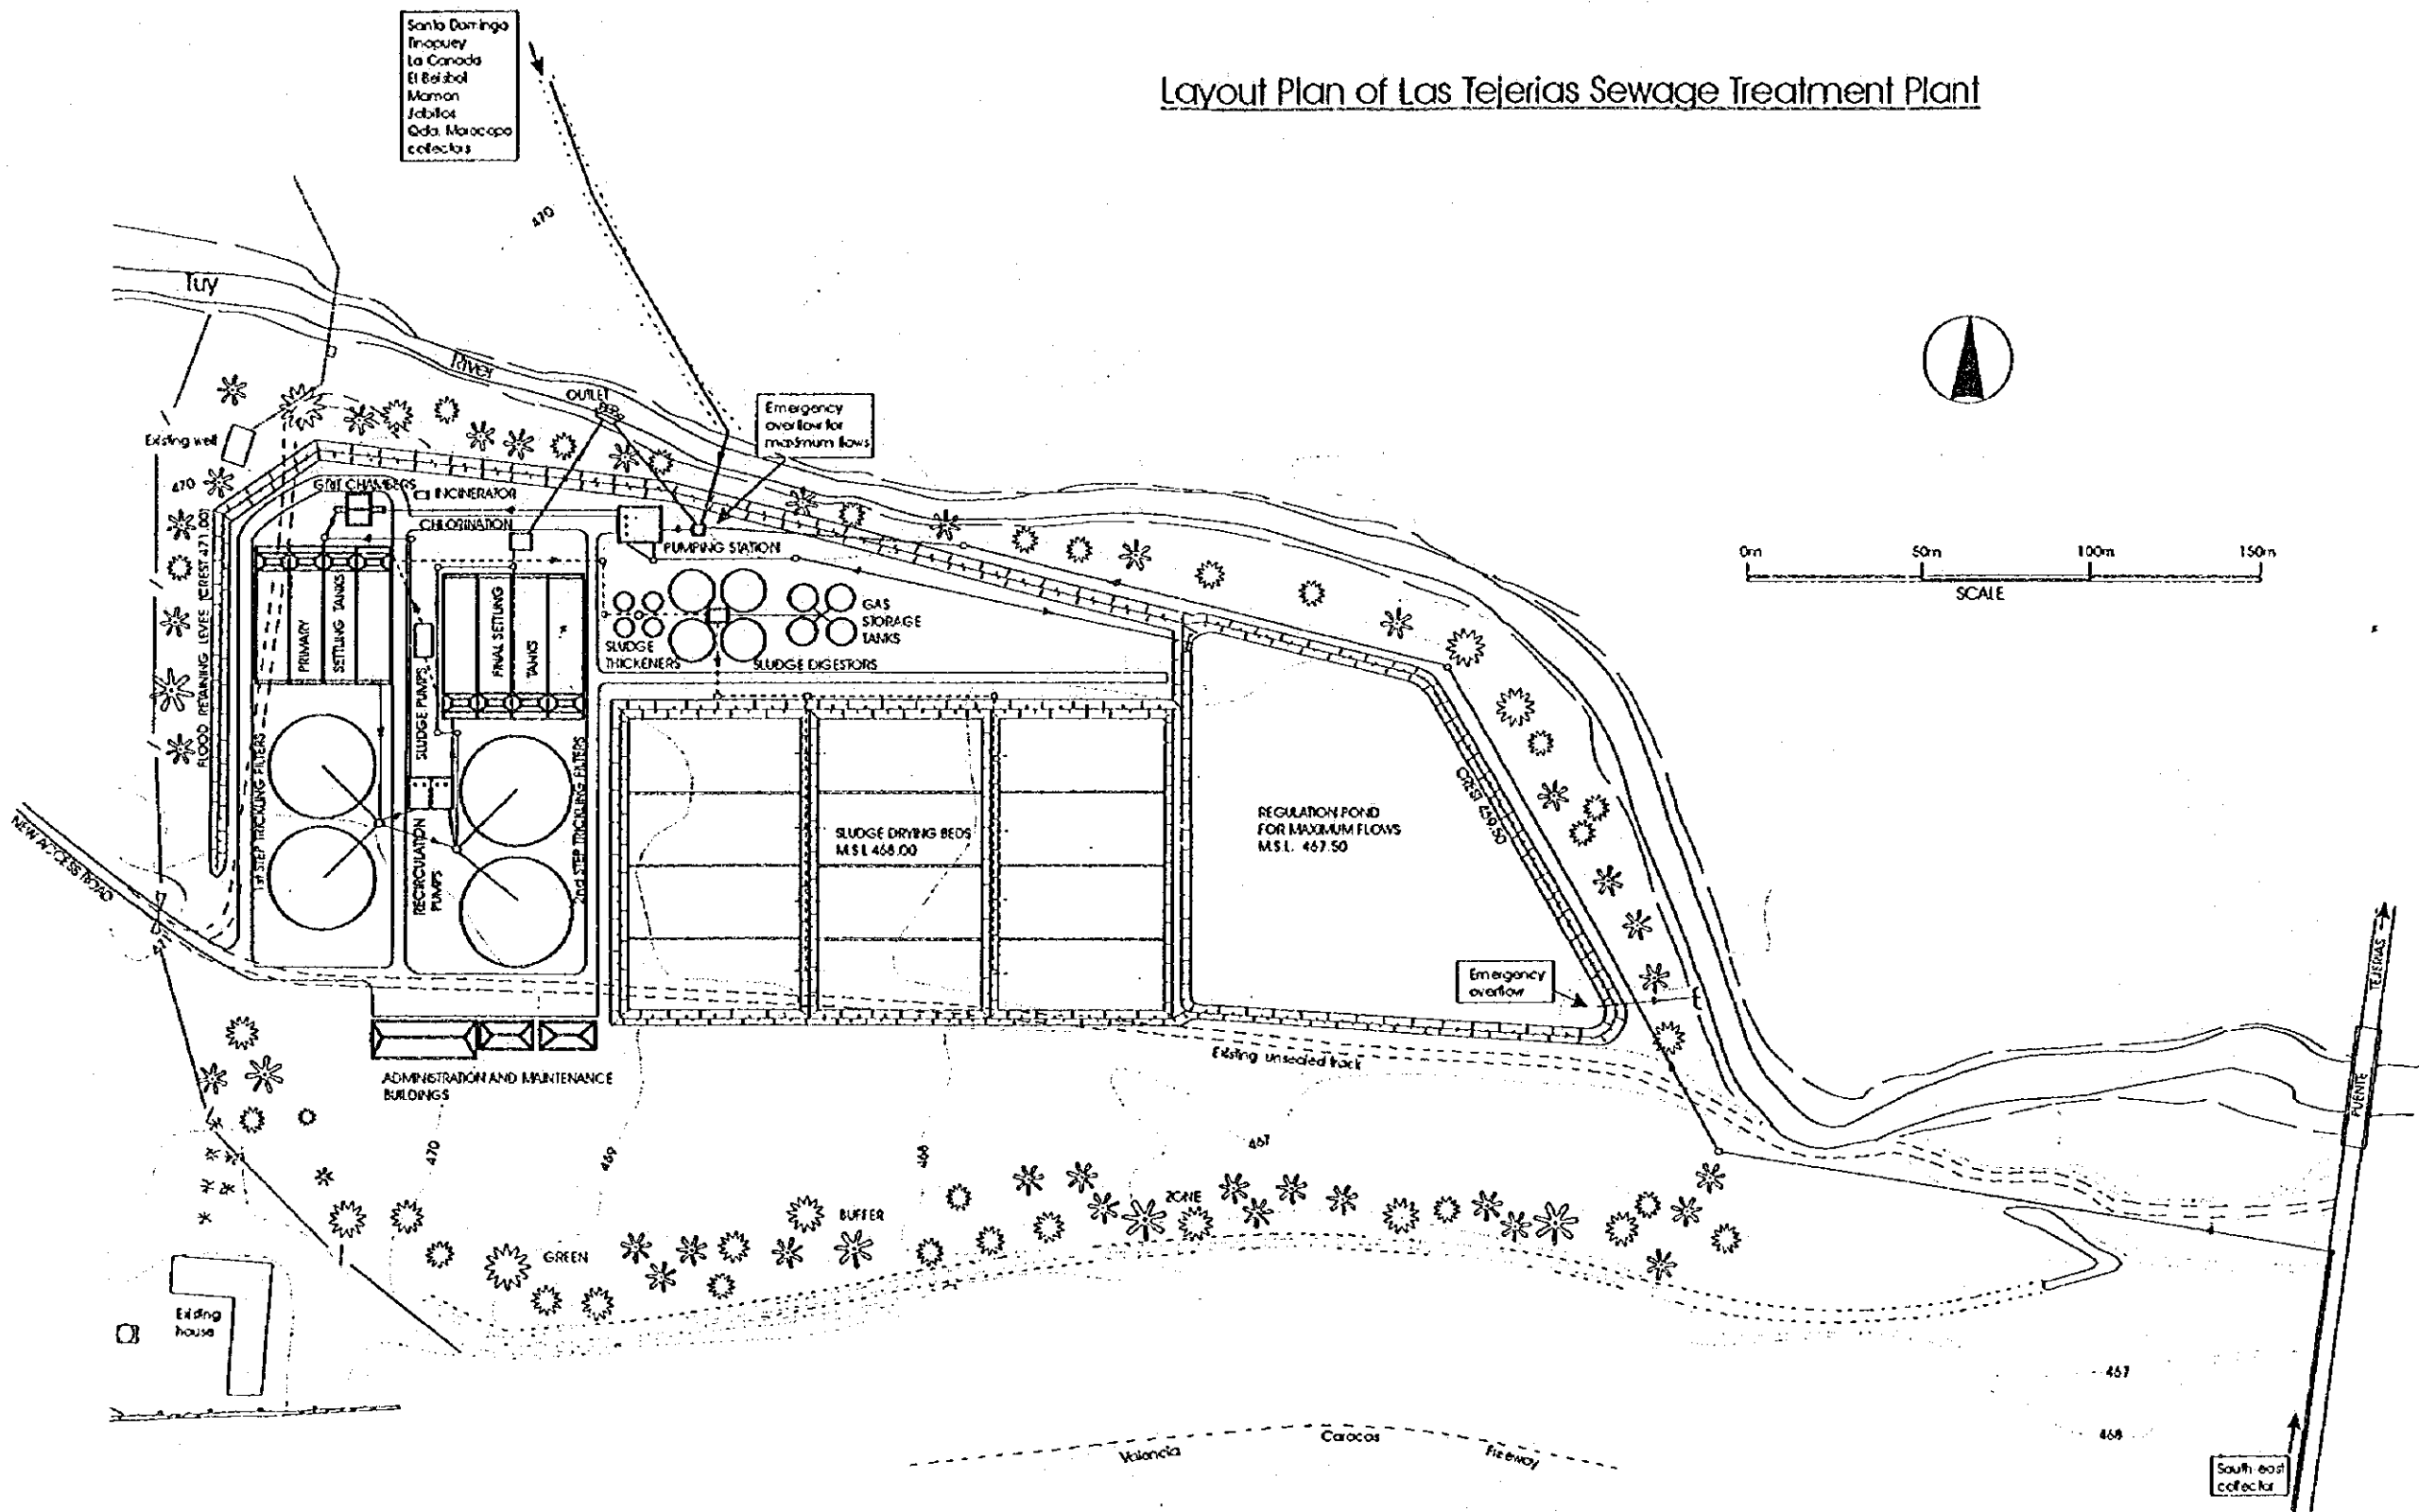 Layout Plan of Las Tejerias Sewage Treatment Plant
Santo Domingo
Tinapuey
La Canada
El Beisbol
Mamon
Jabillos
Qda. Morocopo
collectors
470
Tuy
River
OUTLET
Emergency
overflow for
maximum flows
Existing well
470
GRIT CHAMBERS
INCINERATOR
CHLORINATION
PUMPING STATION
0m
50m
100m
150m
SCALE
FLOOD RETAINING LEVEE (CREST 471.00)
PRIMARY
SETTLING TANKS
FINAL SETTLING
TANKS
GAS
STORAGE
TANKS
SLUDGE
THICKENERS
SLUDGE DIGESTORS
SLUDGE PUMPS
1st STEP TRICKLING FILTERS
2nd STEP TRICKLING FILTERS
RECIRCULATION
PUMPS
NEW ACCESS ROAD
471
SLUDGE DRYING BEDS
M.S.L 468.00
REGULATION POND
FOR MAXIMUM FLOWS
M.S.L. 467.50
CREST 469.50
Emergency
overflow
TEJERIAS
PUENTE
Existing unsealed track
ADMINISTRATION AND MAINTENANCE
BUILDINGS
470
469
468
467
GREEN
BUFFER
ZONE
Existing
house
467
468
Valencia
Caracas
Freeway
South east
collector